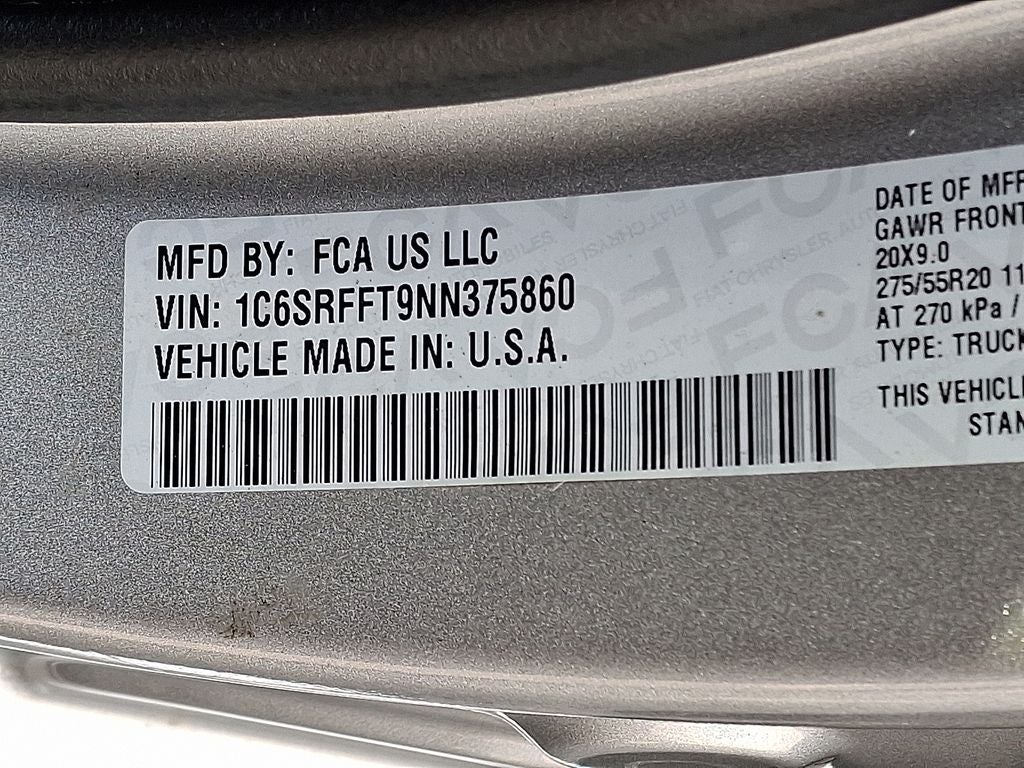 MFD BY: FCA US LLC
VIN: 1C6SRFFT9NN375860
VEHICLE MADE IN: U.S.A.
DATE OF MFR
GAWR FRONT
20X9.0
275/55R20 11
AT 270 kPa /
TYPE: TRUCK
THIS VEHICLE
STAN